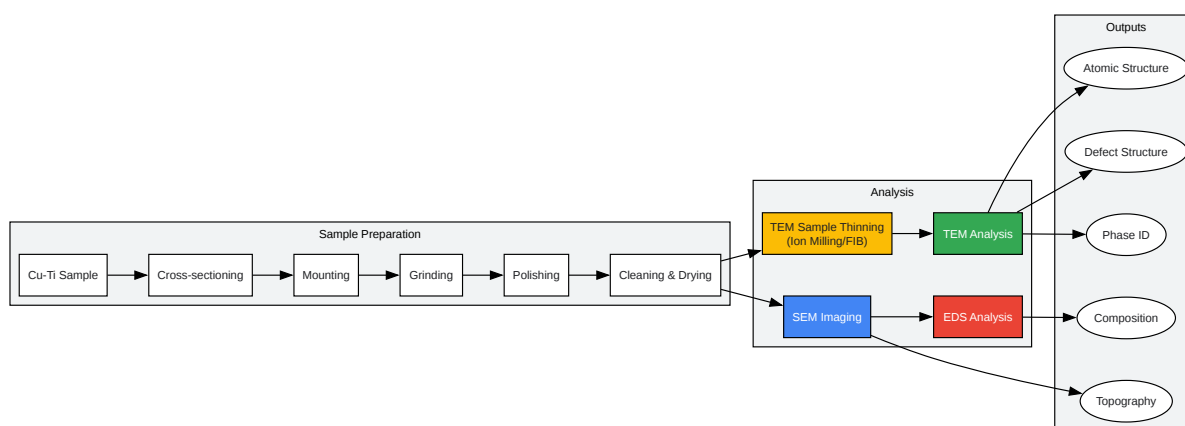 Sample Preparation
Cu-Ti Sample
Cross-sectioning
Mounting
Grinding
Polishing
Cleaning & Drying
Analysis
TEM Sample Thinning
(Ion Milling/FIB)
TEM Analysis
SEM Imaging
EDS Analysis
Outputs
Atomic Structure
Defect Structure
Phase ID
Composition
Topography